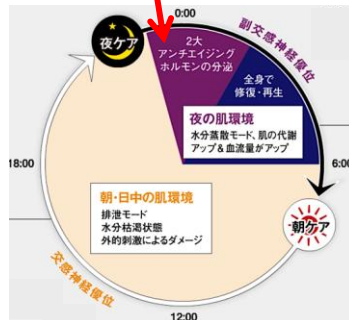 0:00
夜ケア
副交感神経優位
2大
アンチエイジング
ホルモンの分泌
全身で
修復・再生
夜の肌環境
水分蒸散モード、肌の代謝
アップ&血流量がアップ
18:00
6:00
朝・日中の肌環境
排泄モード
水分枯渇状態
外的刺激によるダメージ
朝ケア
交感神経優位
12:00